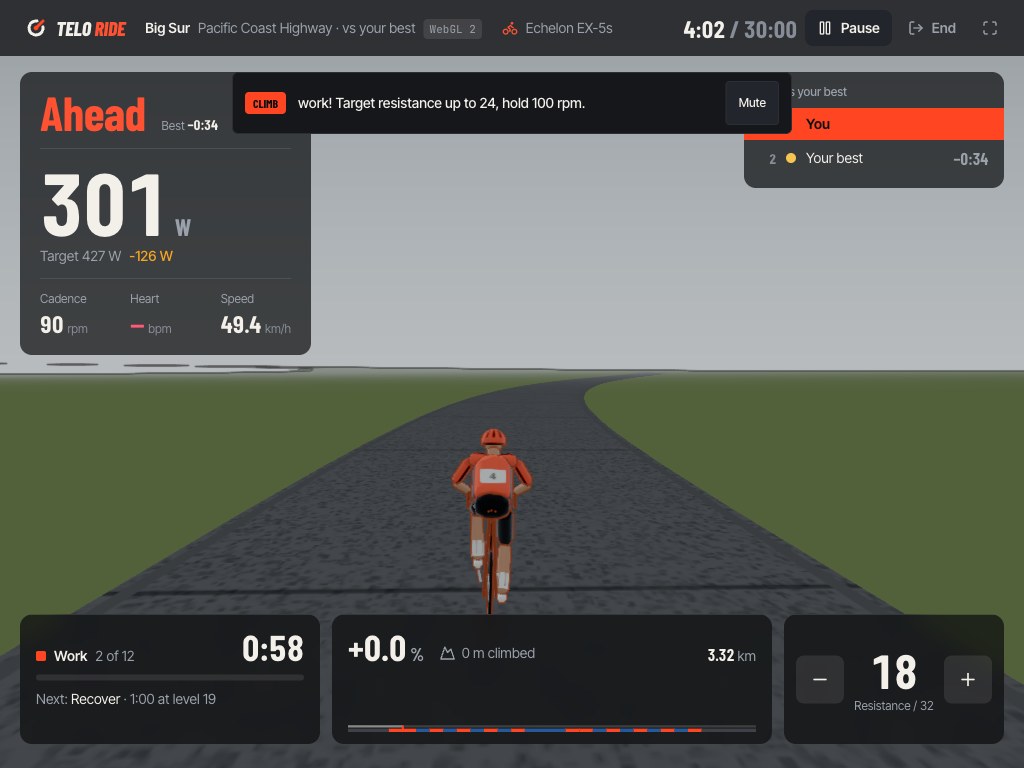 TELO RIDE Big Sur Pacific Coast Highway · vs your best WebGL 2 Echelon EX-5s 4:02 / 30:00 Pause End
Ahead Best −0:34
CLIMB work! Target resistance up to 24, hold 100 rpm. Mute
s your best
You
2 Your best −0:34
301 W
Target 427 W -126 W
Cadence Heart Speed
90 rpm – bpm 49.4 km/h
4
Work 2 of 12 0:58
Next: Recover · 1:00 at level 19
+0.0 % 0 m climbed 3.32 km
− 18 +
Resistance / 32